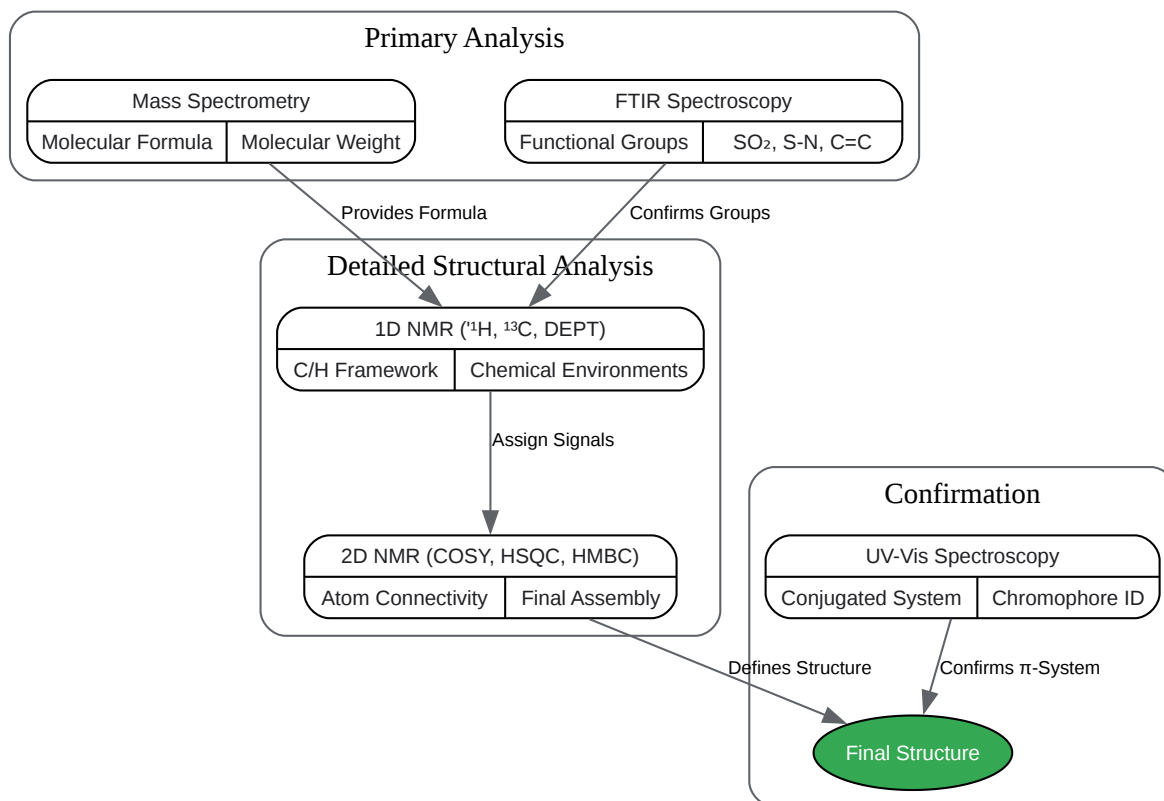 Primary Analysis
Mass Spectrometry
Molecular Formula
Molecular Weight
FTIR Spectroscopy
Functional Groups
SO₂, S-N, C=C
Provides Formula
Confirms Groups
Detailed Structural Analysis
1D NMR ('¹H, ¹³C, DEPT)
C/H Framework
Chemical Environments
Assign Signals
2D NMR (COSY, HSQC, HMBC)
Atom Connectivity
Final Assembly
Confirmation
UV-Vis Spectroscopy
Conjugated System
Chromophore ID
Defines Structure
Confirms π-System
Final Structure